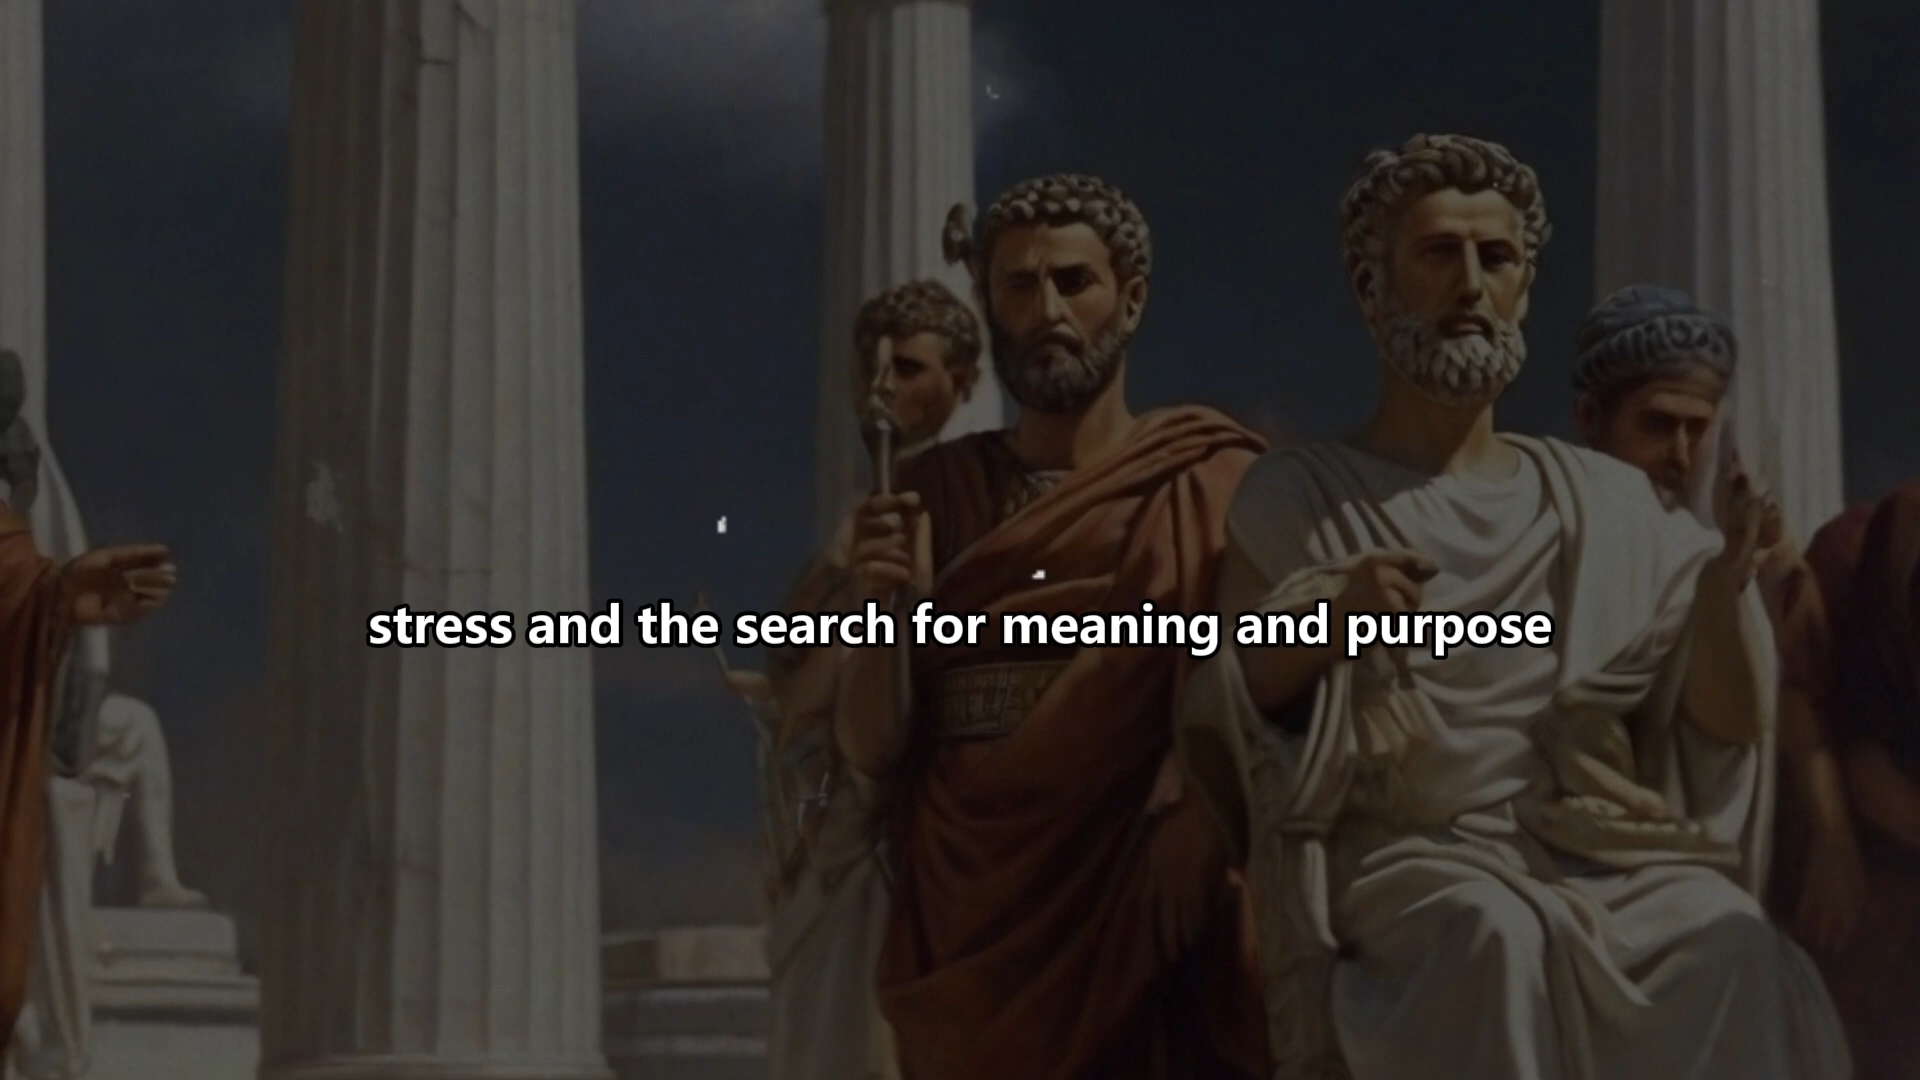 stress and the search for meaning and purpose